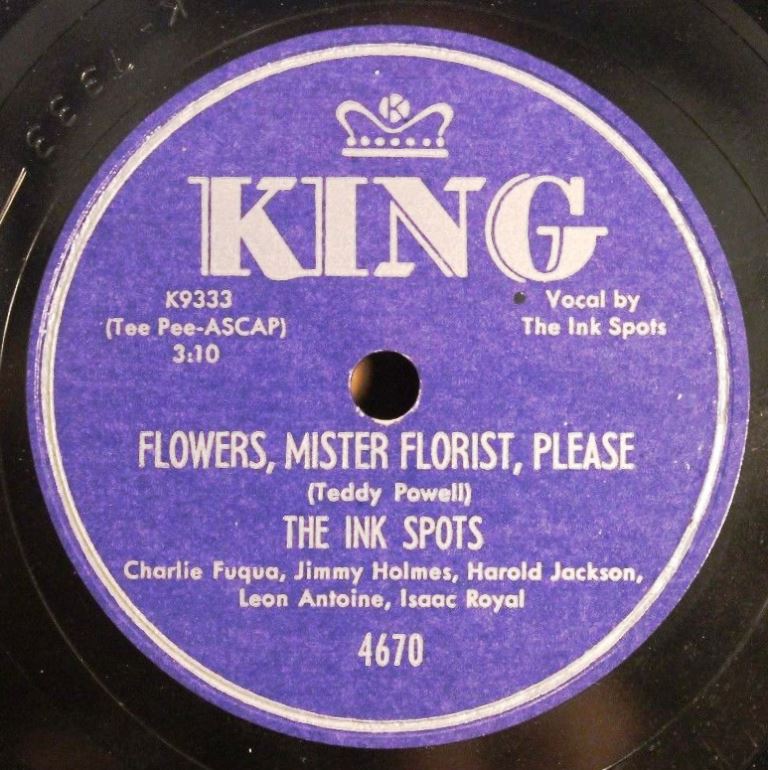 K-9333
K
KING
K9333
(Tee Pee-ASCAP)
3:10
Vocal by
The Ink Spots
FLOWERS, MISTER FLORIST, PLEASE
(Teddy Powell)
THE INK SPOTS
Charlie Fuqua, Jimmy Holmes, Harold Jackson,
Leon Antoine, Isaac Royal
4670